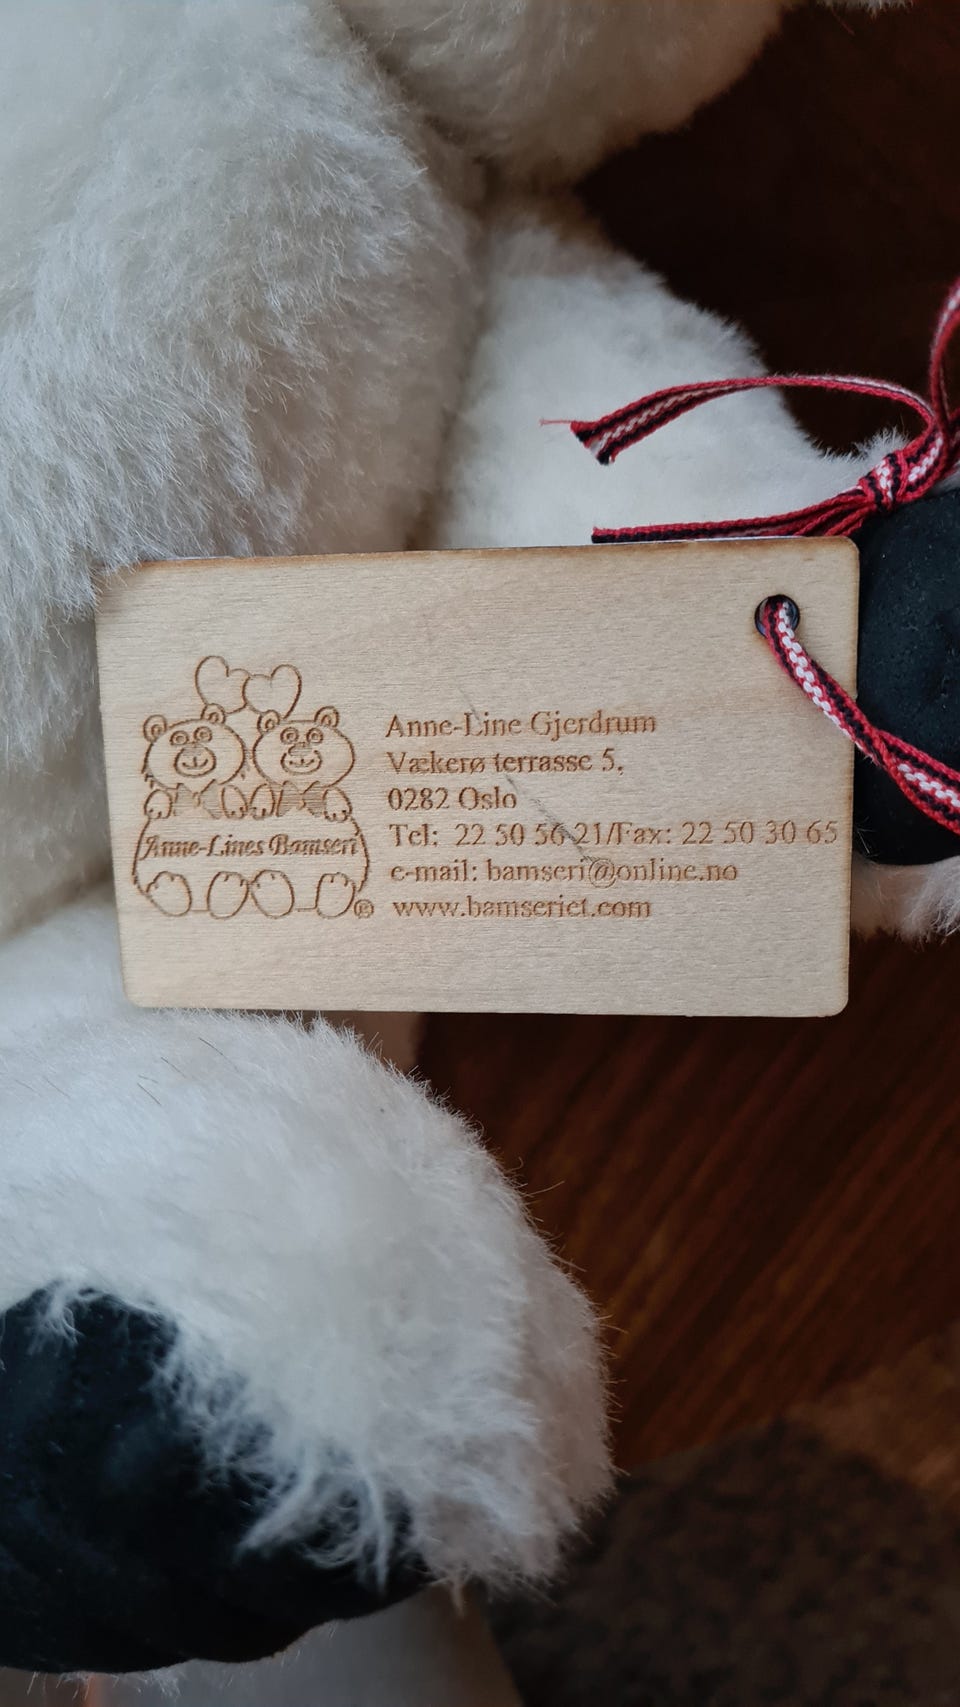 Anne-Lines Bamseri
®
Anne-Line Gjerdrum
Vækerø terrasse 5,
0282 Oslo
Tel: 22 50 56 21/Fax: 22 50 30 65
e-mail: bamseri@online.no
www.bamseriet.com